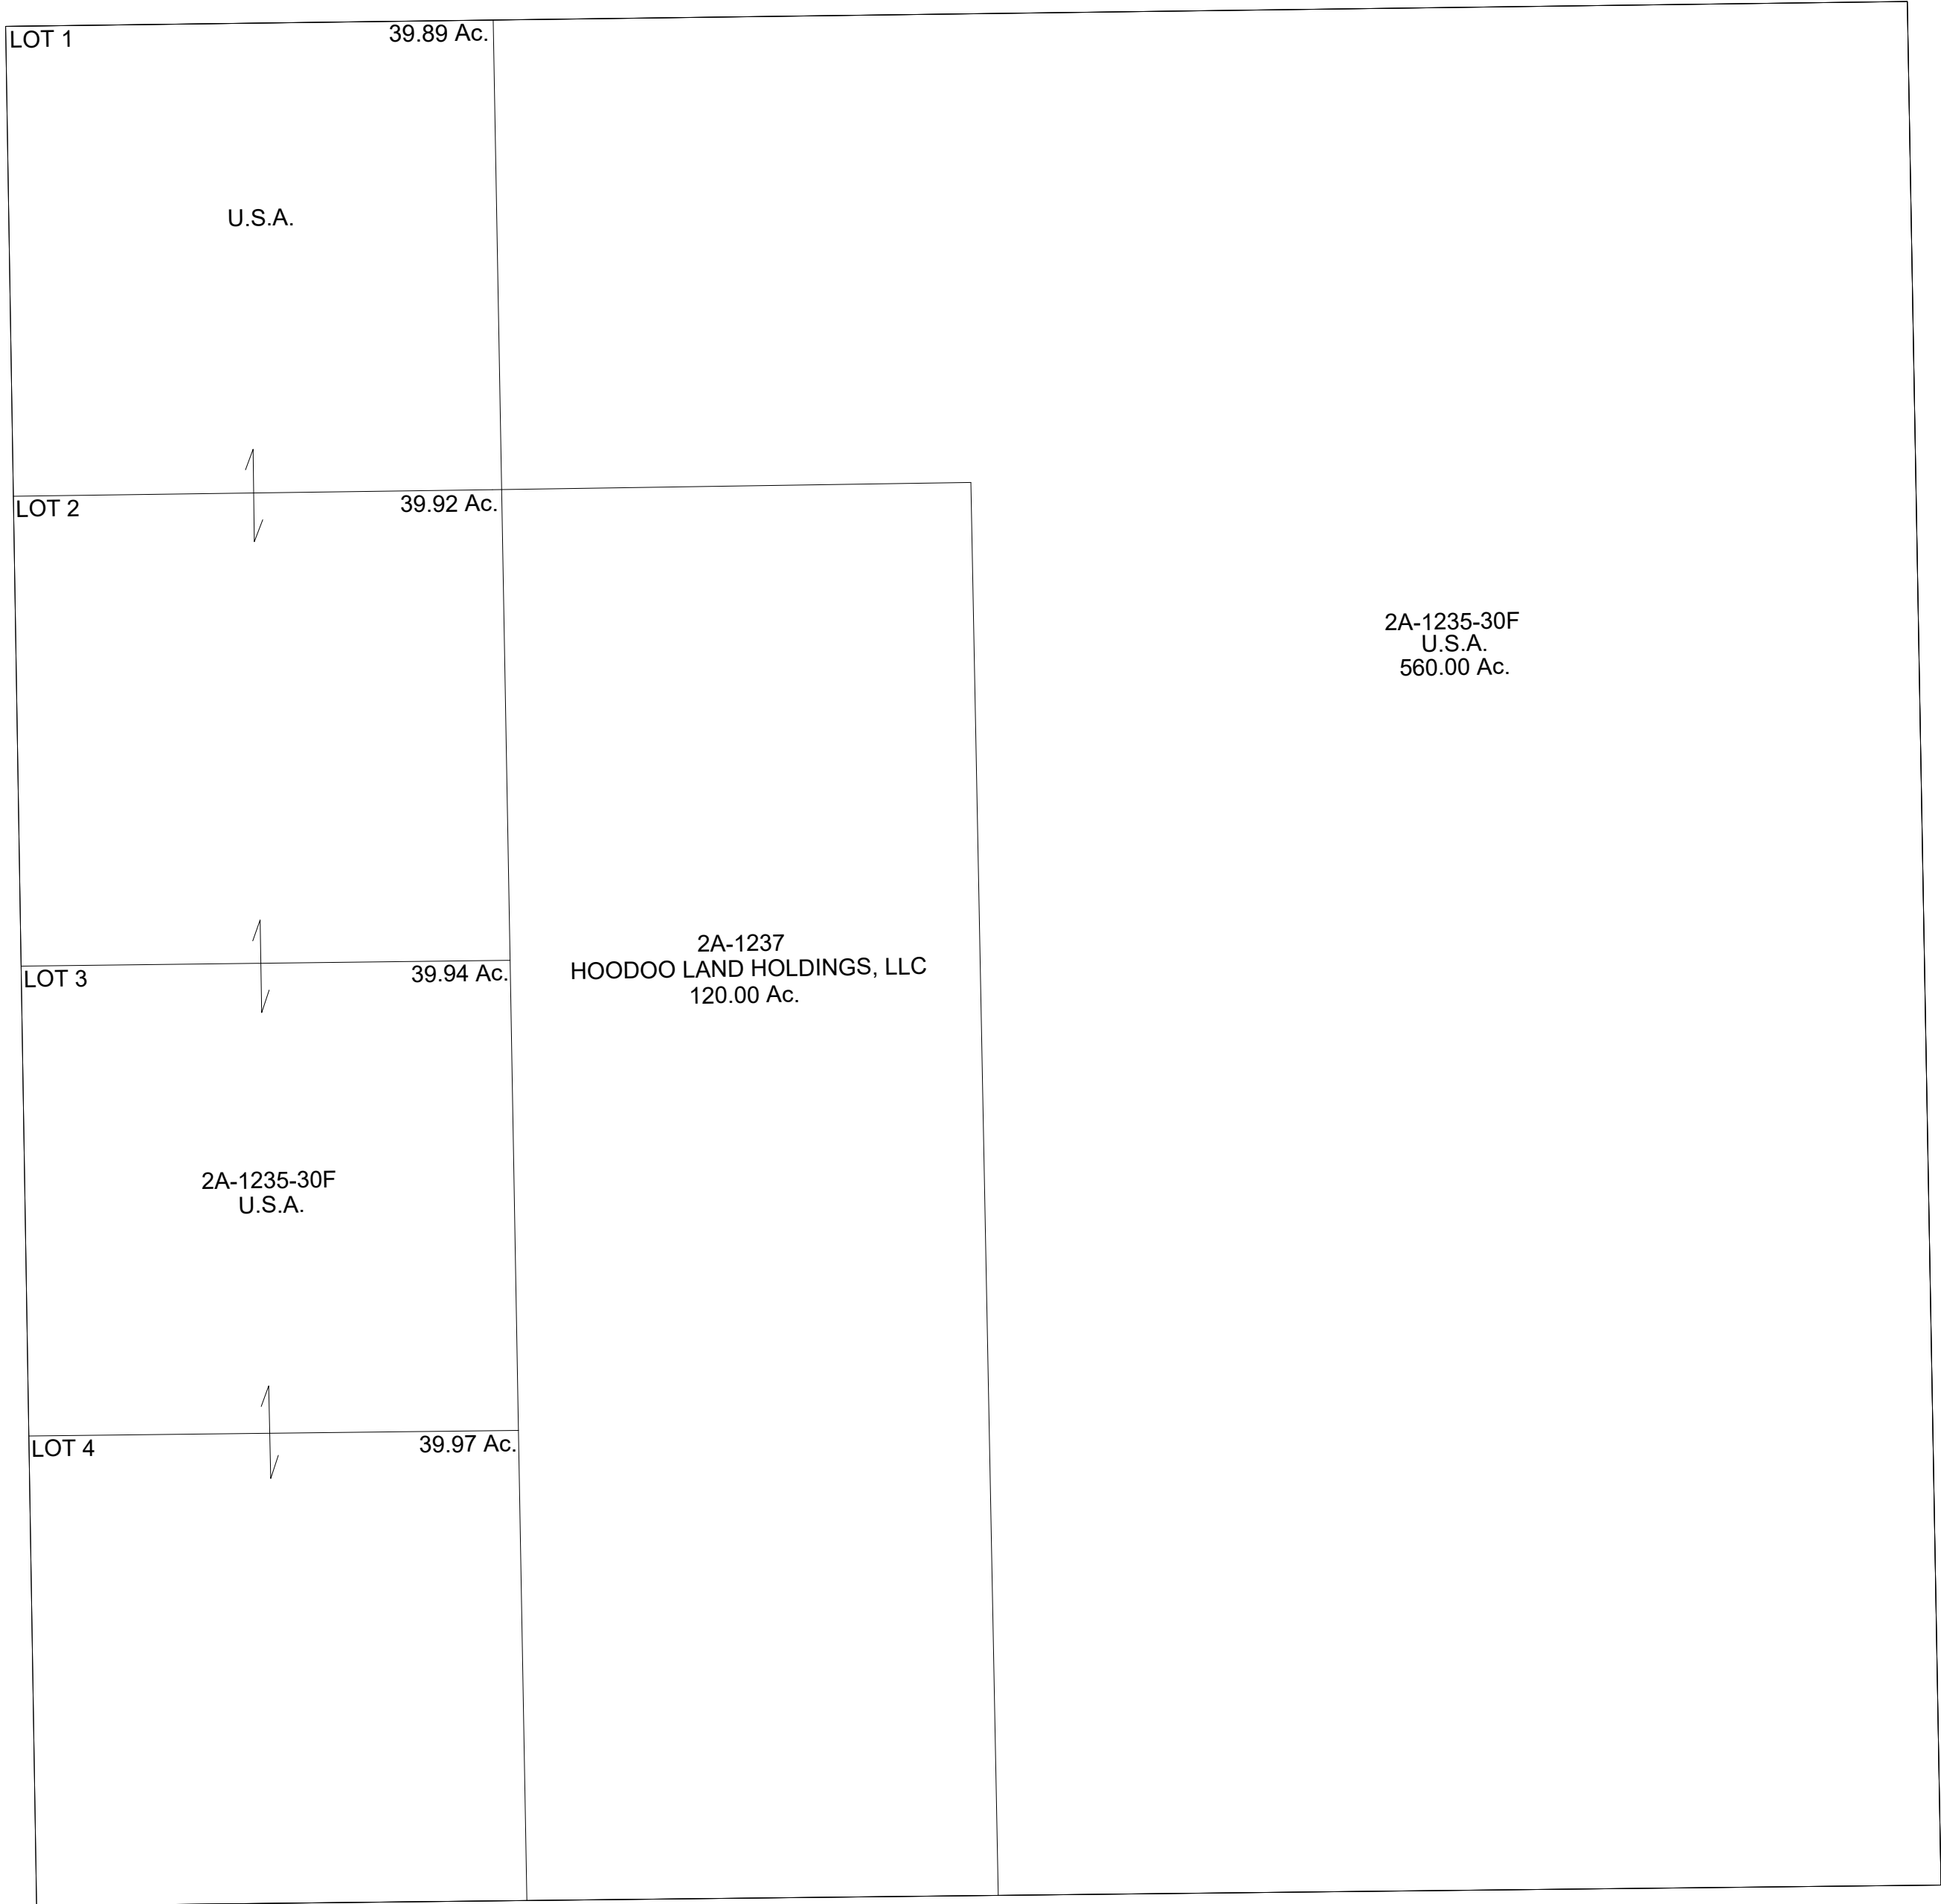 LOT 1
39.89 Ac.
U.S.A.
LOT 2
39.92 Ac.
2A-1235-30F
U.S.A.
560.00 Ac.
2A-1237
HOODOO LAND HOLDINGS, LLC
120.00 Ac.
LOT 3
39.94 Ac.
2A-1235-30F
U.S.A.
LOT 4
39.97 Ac.